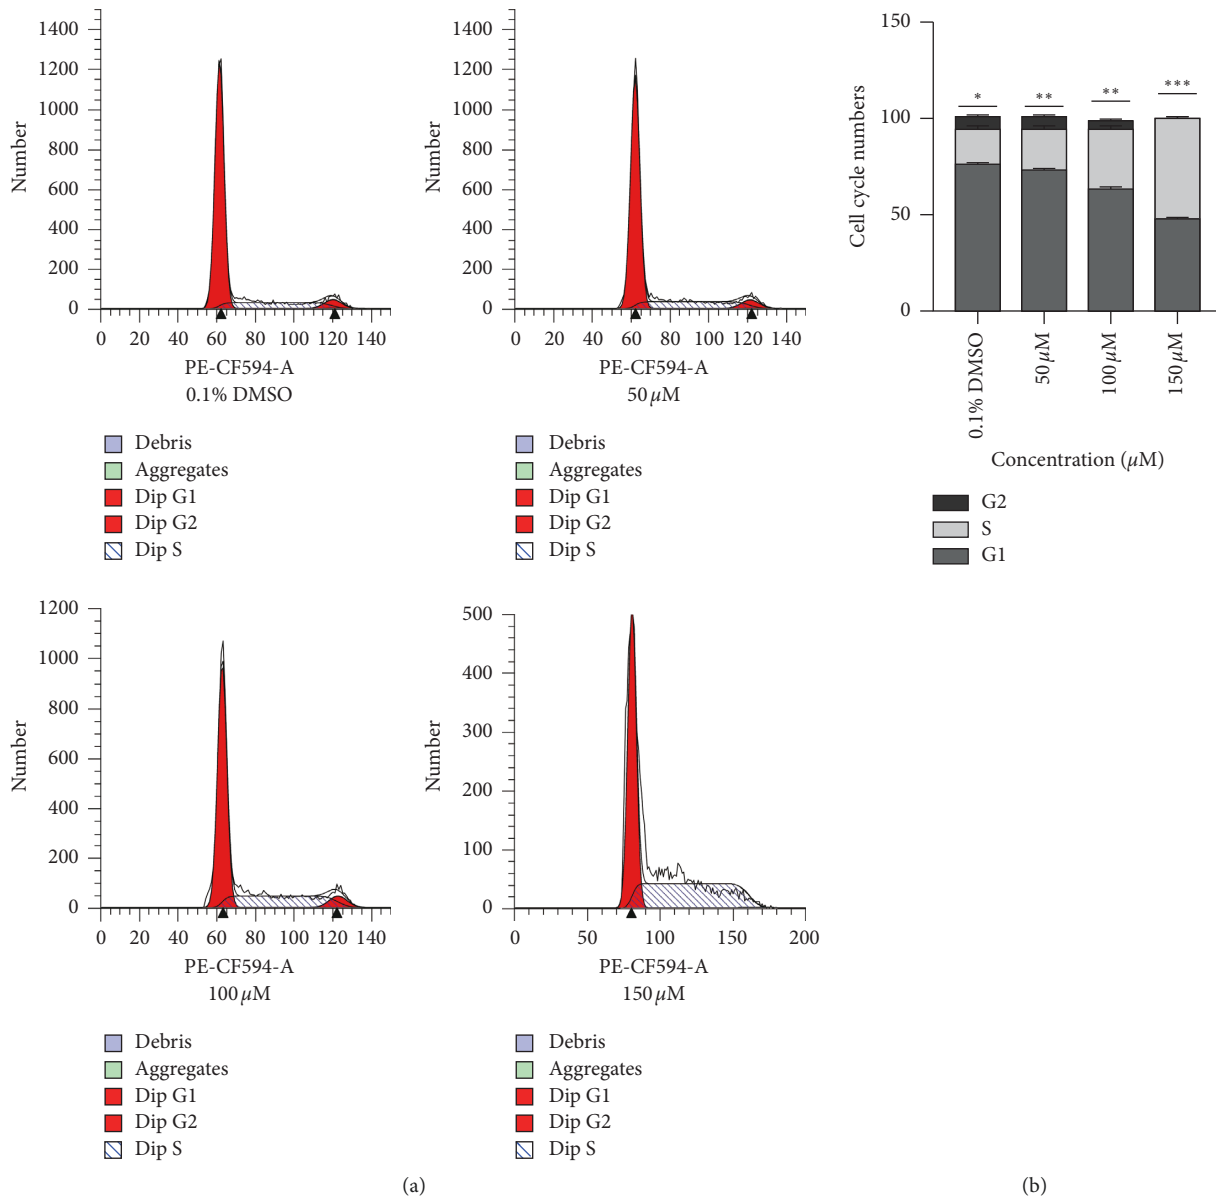 1400
1200
1000
800
600
400
200
0
Number
0 20 40 60 80 100 120 140
PE-CF594-A
0.1% DMSO
Debris
Aggregates
Dip G1
Dip G2
Dip S
1400
1200
1000
800
600
400
200
0
Number
0 20 40 60 80 100 120 140
PE-CF594-A
50 µM
Debris
Aggregates
Dip G1
Dip G2
Dip S
1200
1000
800
600
400
200
0
Number
0 20 40 60 80 100 120 140
PE-CF594-A
100 µM
Debris
Aggregates
Dip G1
Dip G2
Dip S
500
400
300
200
100
0
Number
0 50 100 150 200
PE-CF594-A
150 µM
Debris
Aggregates
Dip G1
Dip G2
Dip S
(a)
150
100
50
0
Cell cycle numbers
* ** ** ***
0.1% DMSO
50 µM
100 µM
150 µM
Concentration (µM)
G2
S
G1
(b)